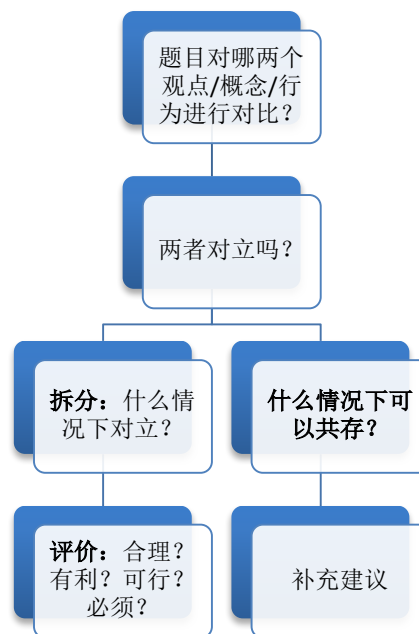 题目对哪两个
观点/概念/行
为进行对比？
两者对立吗？
拆分：什么情
况下对立？
什么情况下可
以共存？
评价：合理？
有利？可行？
必须？
补充建议